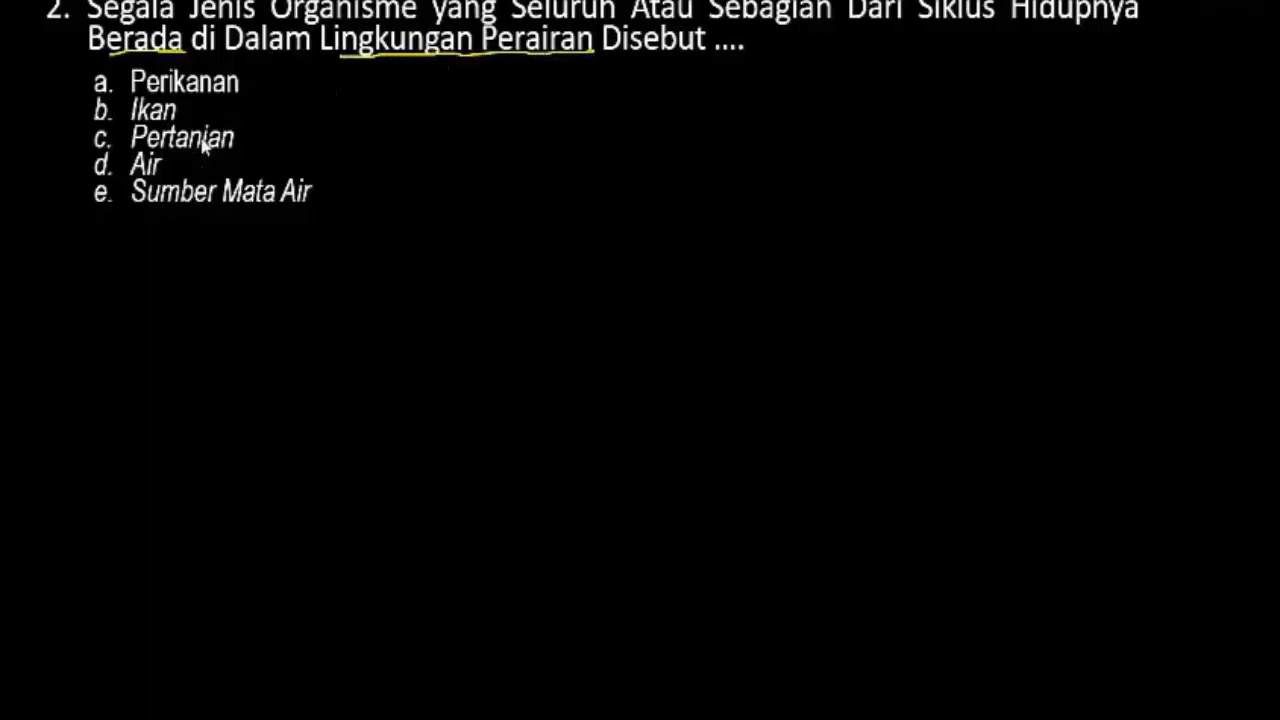 2. Segala Jenis Organisme yang Seluruh Atau Sebagian Dari Siklus Hidupnya
Berada di Dalam Lingkungan Perairan Disebut ....
a. Perikanan
b. Ikan
c. Pertanian
d. Air
e. Sumber Mata Air